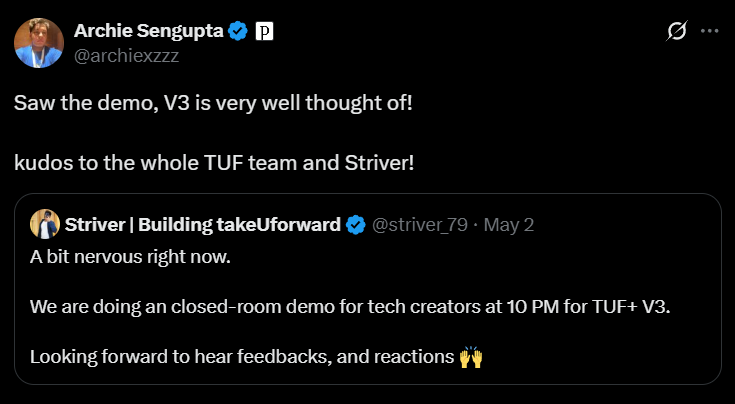 Archie Sengupta
@archiexzzz
Saw the demo, V3 is very well thought of!
kudos to the whole TUF team and Striver!
Striver | Building takeUforward @striver_79 · May 2
A bit nervous right now.
We are doing an closed-room demo for tech creators at 10 PM for TUF+ V3.
Looking forward to hear feedbacks, and reactions 🙌